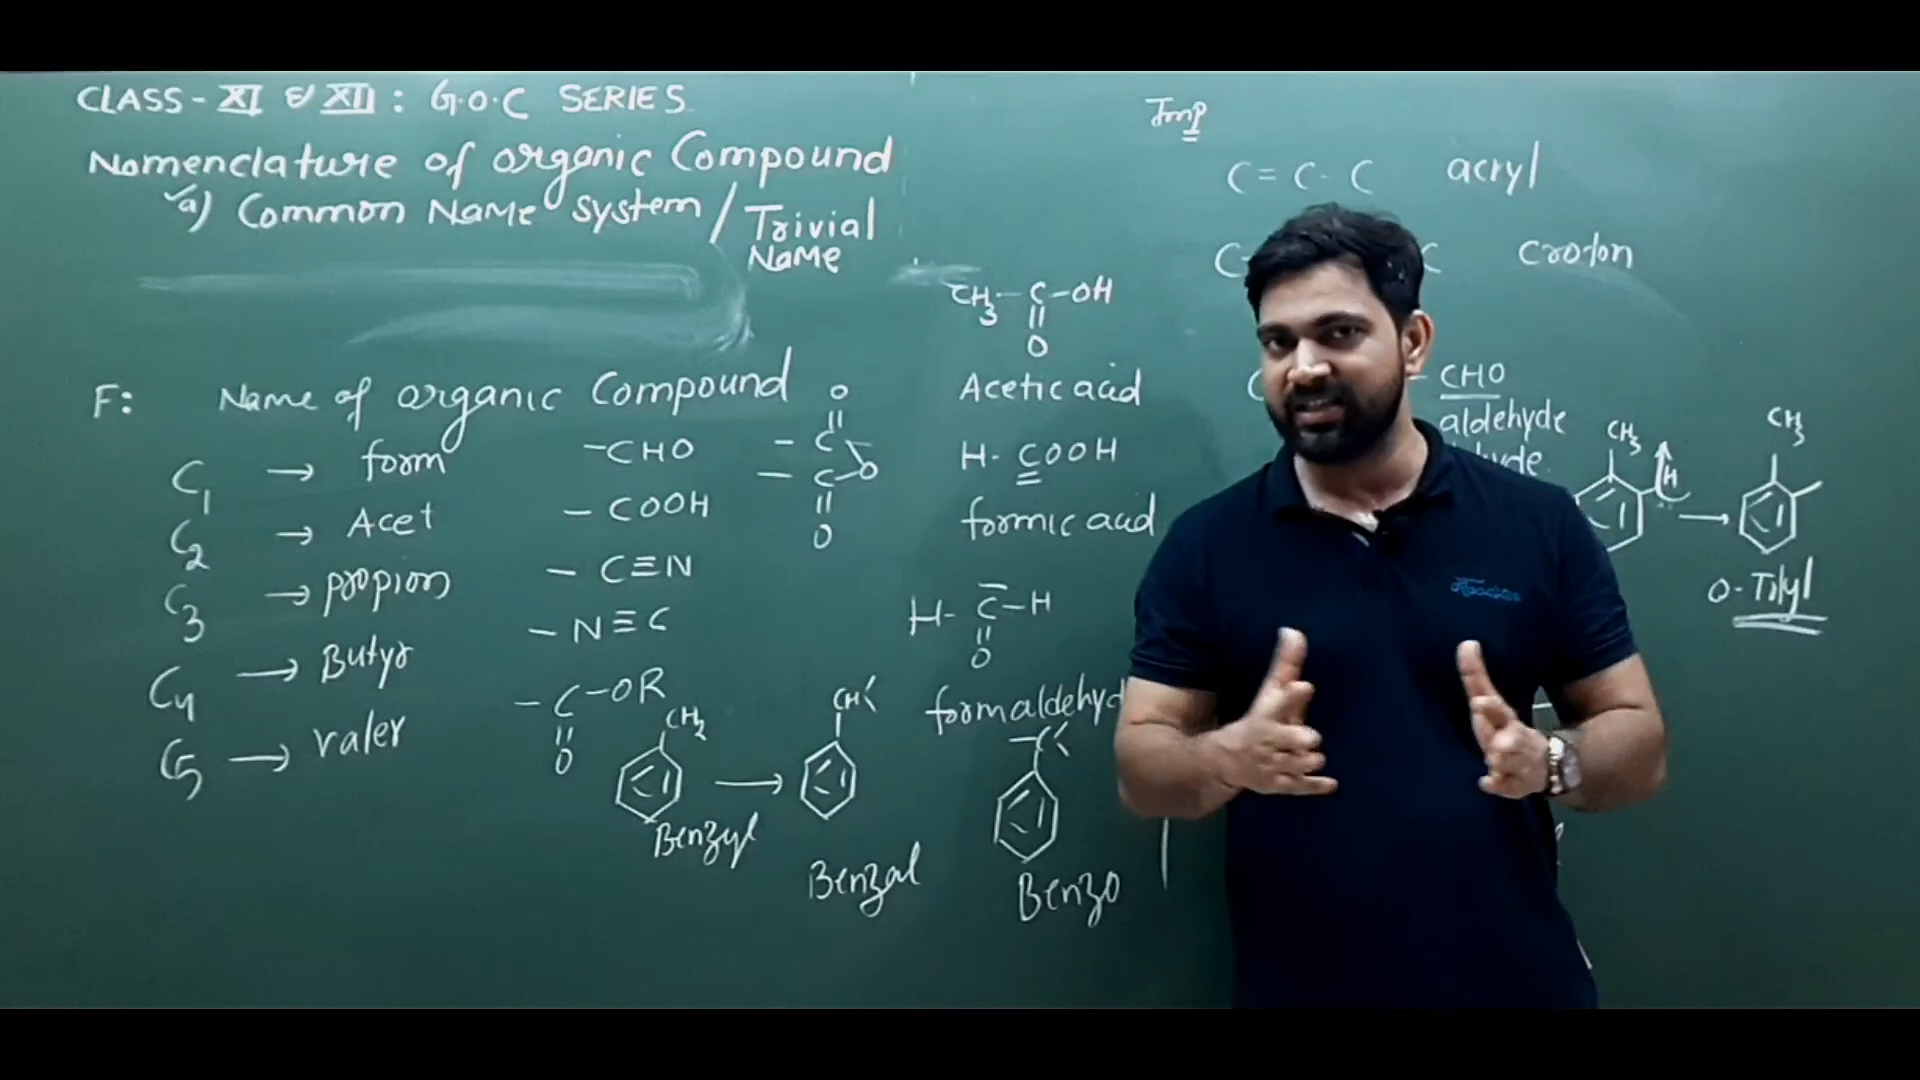 CLASS - XI & XII : G.O.C SERIES
Nomenclature of organic Compound
a) Common Name system / Trivial Name
F: Name of organic Compound
C1 → form
C2 → Acet
C3 → propion
C4 → Butyr
C5 → valer
-CHO
-COOH
-C≡N
-N≡C
-C-OR
||
O
O
||
-C
-C-O
||
O
CH2
→
CH
Benzyl
Benzal
Benzo
CH3-C-OH
||
O
Acetic acid
H-COOH
formic acid
H-C-H
||
O
formaldehyd
Imp
C=C-C acryl
C C Croton
CHO
aldehyde
CH3
H
→
CH3
O-Tolyl